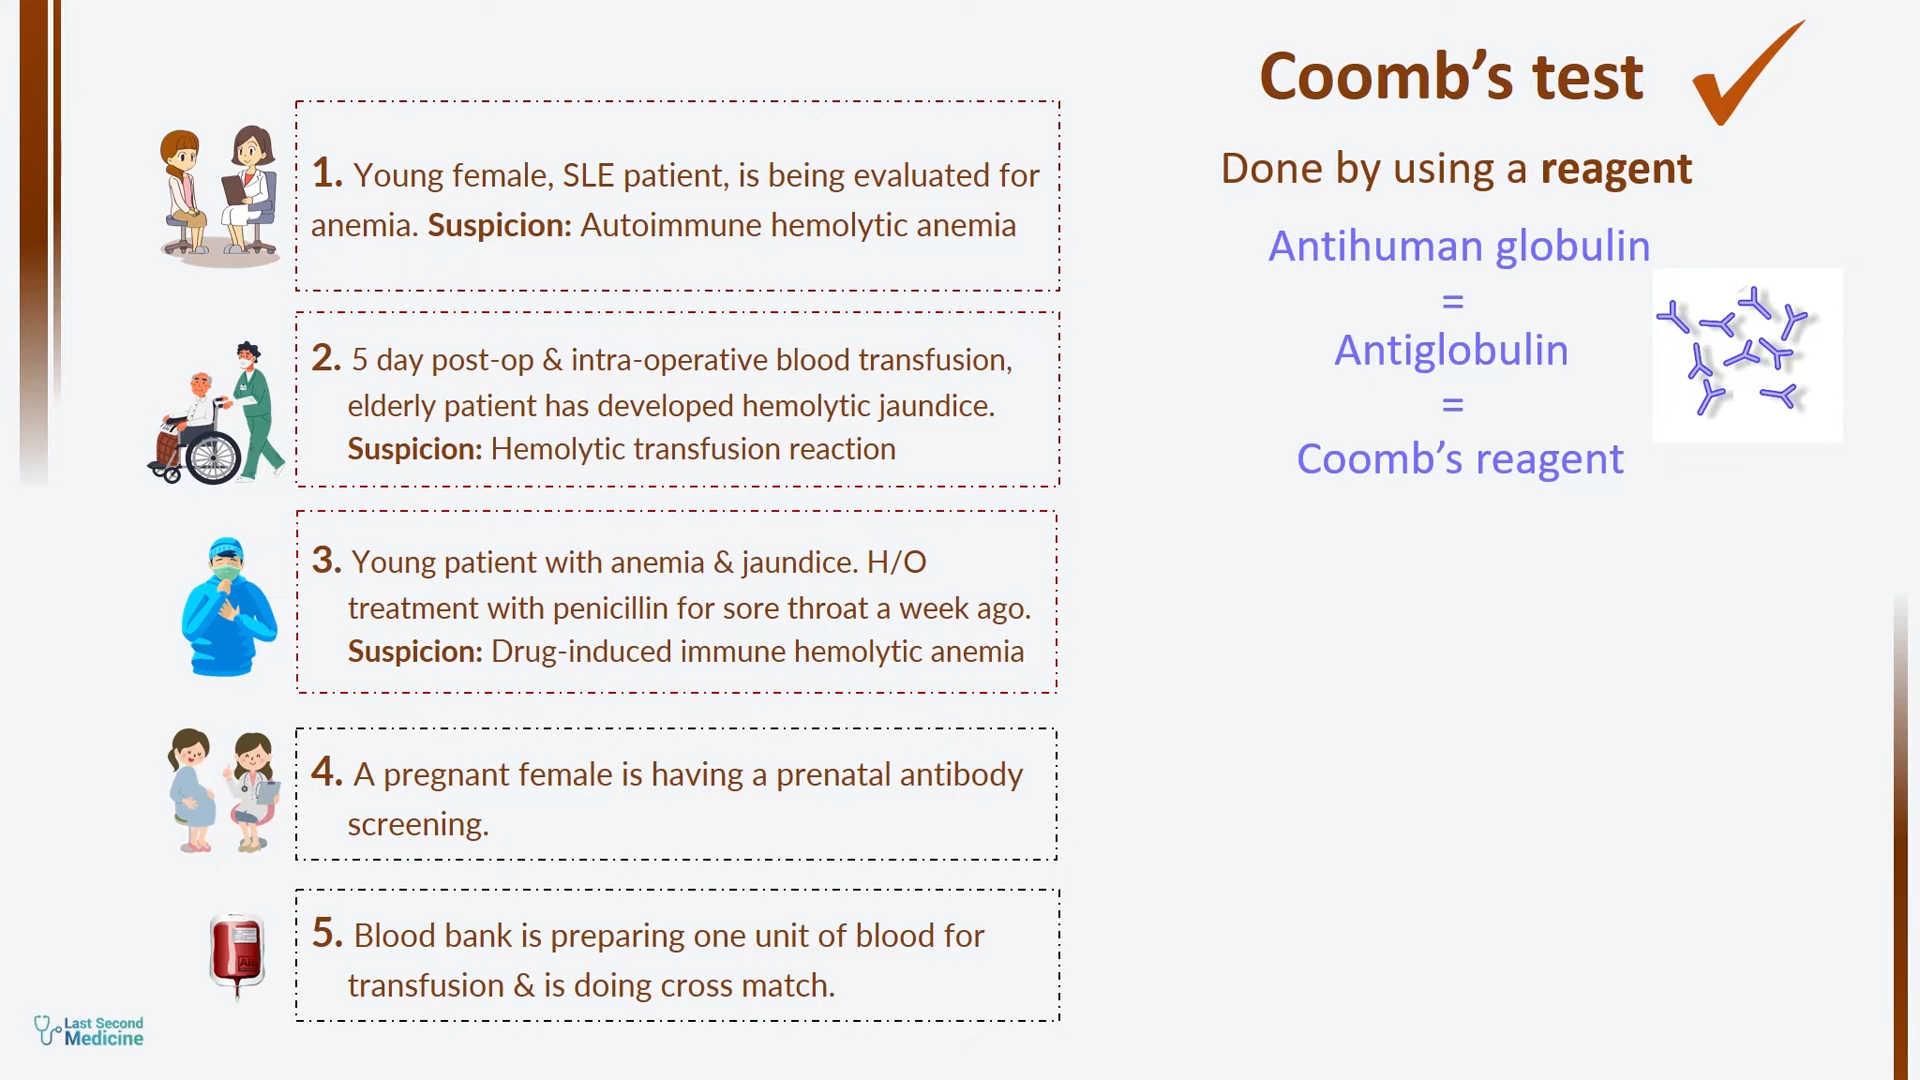 Coomb’s test
Done by using a reagent
Antihuman globulin
=
Antiglobulin
=
Coomb’s reagent
1. Young female, SLE patient, is being evaluated for
anemia. Suspicion: Autoimmune hemolytic anemia
2. 5 day post-op & intra-operative blood transfusion,
elderly patient has developed hemolytic jaundice.
Suspicion: Hemolytic transfusion reaction
3. Young patient with anemia & jaundice. H/O
treatment with penicillin for sore throat a week ago.
Suspicion: Drug-induced immune hemolytic anemia
4. A pregnant female is having a prenatal antibody
screening.
5. Blood bank is preparing one unit of blood for
transfusion & is doing cross match.
Last Second
Medicine